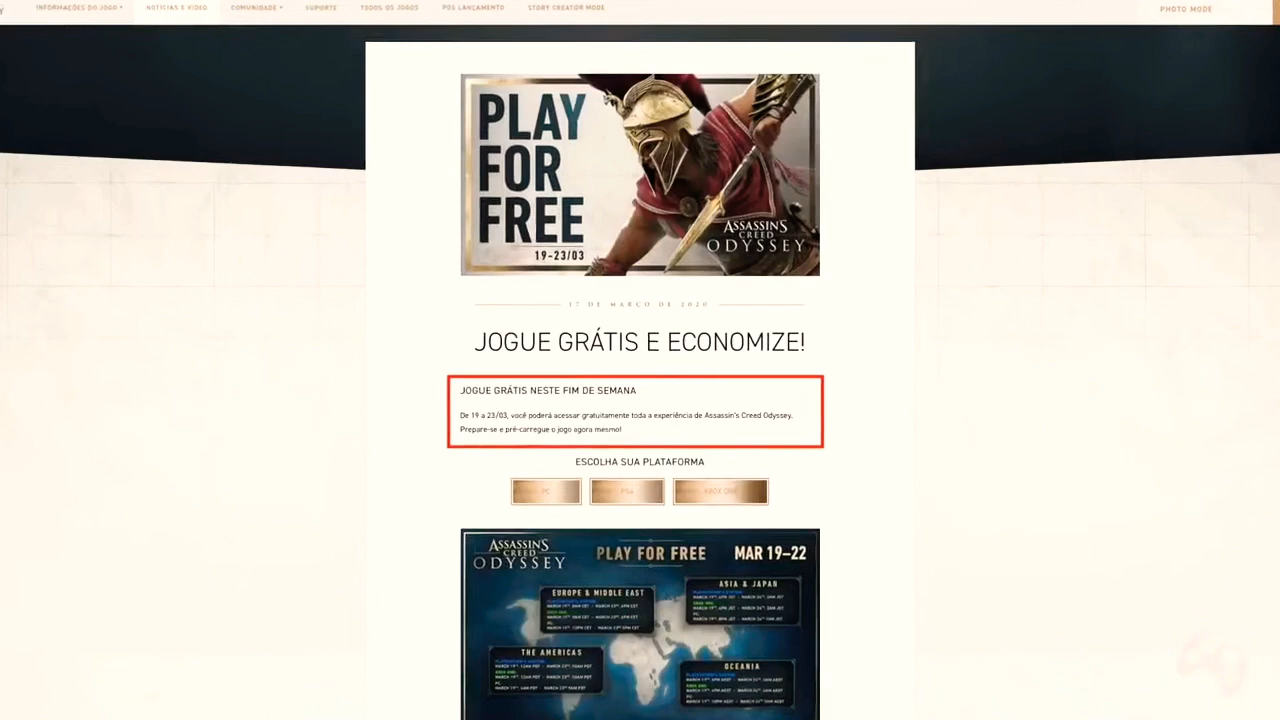 INFORMAÇÕES DO JOGO
NOTÍCIAS E VÍDEO
COMUNIDADE
SUPORTE
TODOS OS JOGOS
PÓS LANÇAMENTO
STORY CREATOR MODE
PHOTO MODE
PLAY
FOR
FREE
19-23/03
ASSASSIN'S
CREED
ODYSSEY
17 DE MARÇO DE 2020
JOGUE GRÁTIS E ECONOMIZE!
JOGUE GRÁTIS NESTE FIM DE SEMANA
De 19 a 23/03, você poderá acessar gratuitamente toda a experiência de Assassin's Creed Odyssey.
Prepare-se e pré-carregue o jogo agora mesmo!
ESCOLHA SUA PLATAFORMA
PC
PS4
XBOX ONE
ASSASSIN'S
CREED
ODYSSEY
PLAY FOR FREE
MAR 19–22
EUROPE & MIDDLE EAST
ASIA & JAPAN
THE AMERICAS
OCEANIA